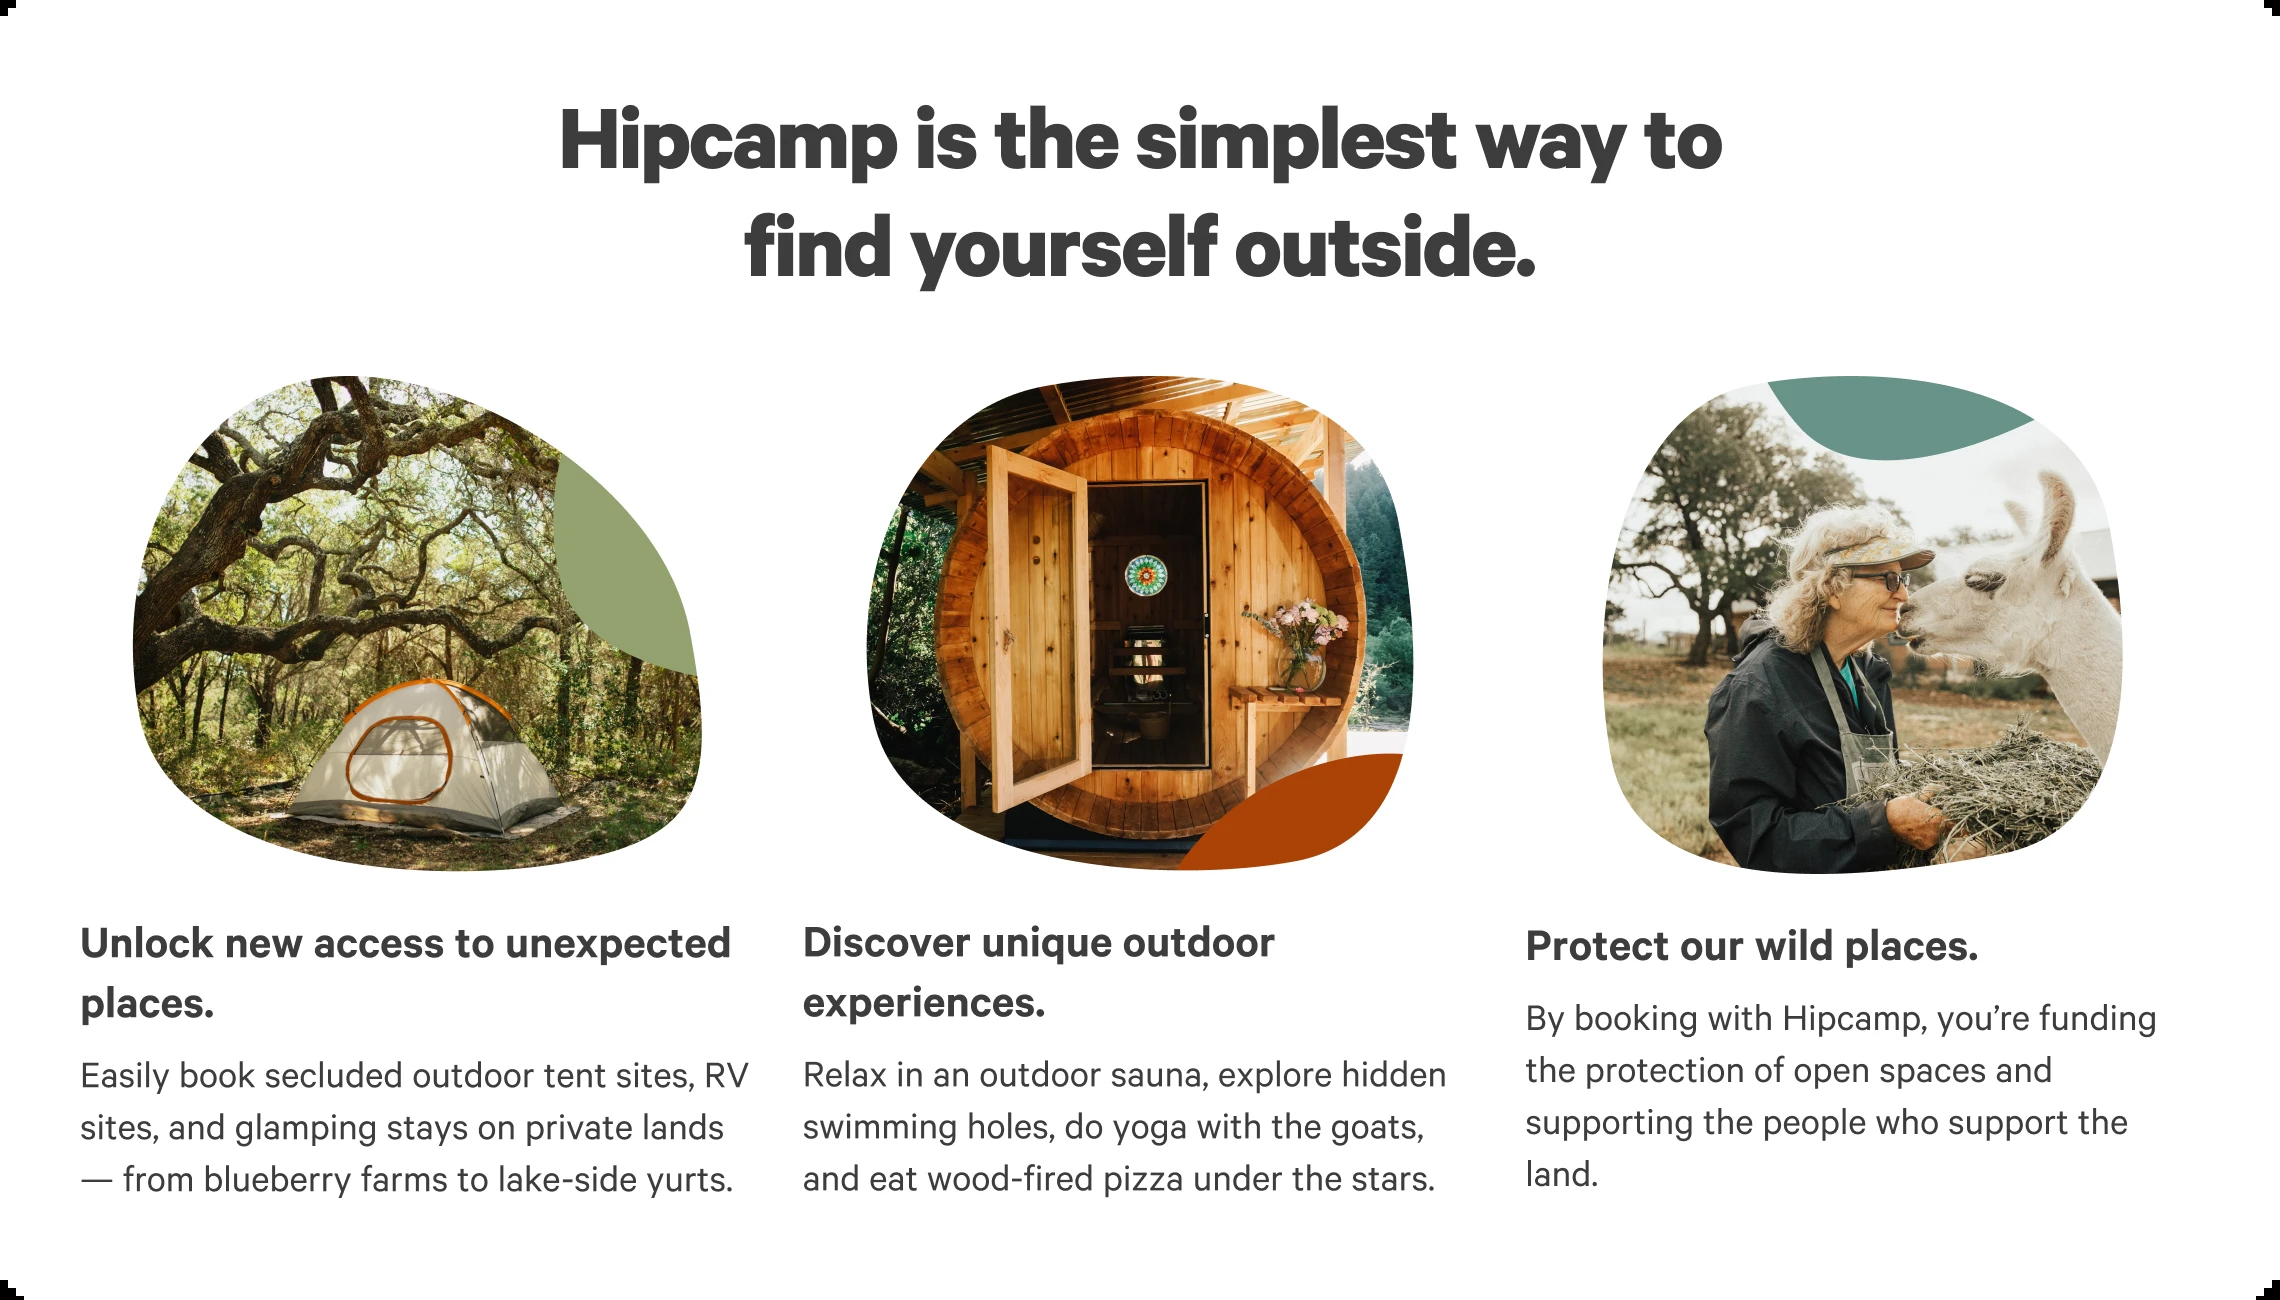 Hipcamp is the simplest way to
find yourself outside.
Unlock new access to unexpected
places.
Easily book secluded outdoor tent sites, RV
sites, and glamping stays on private lands
— from blueberry farms to lake-side yurts.
Discover unique outdoor
experiences.
Relax in an outdoor sauna, explore hidden
swimming holes, do yoga with the goats,
and eat wood-fired pizza under the stars.
Protect our wild places.
By booking with Hipcamp, you’re funding
the protection of open spaces and
supporting the people who support the
land.